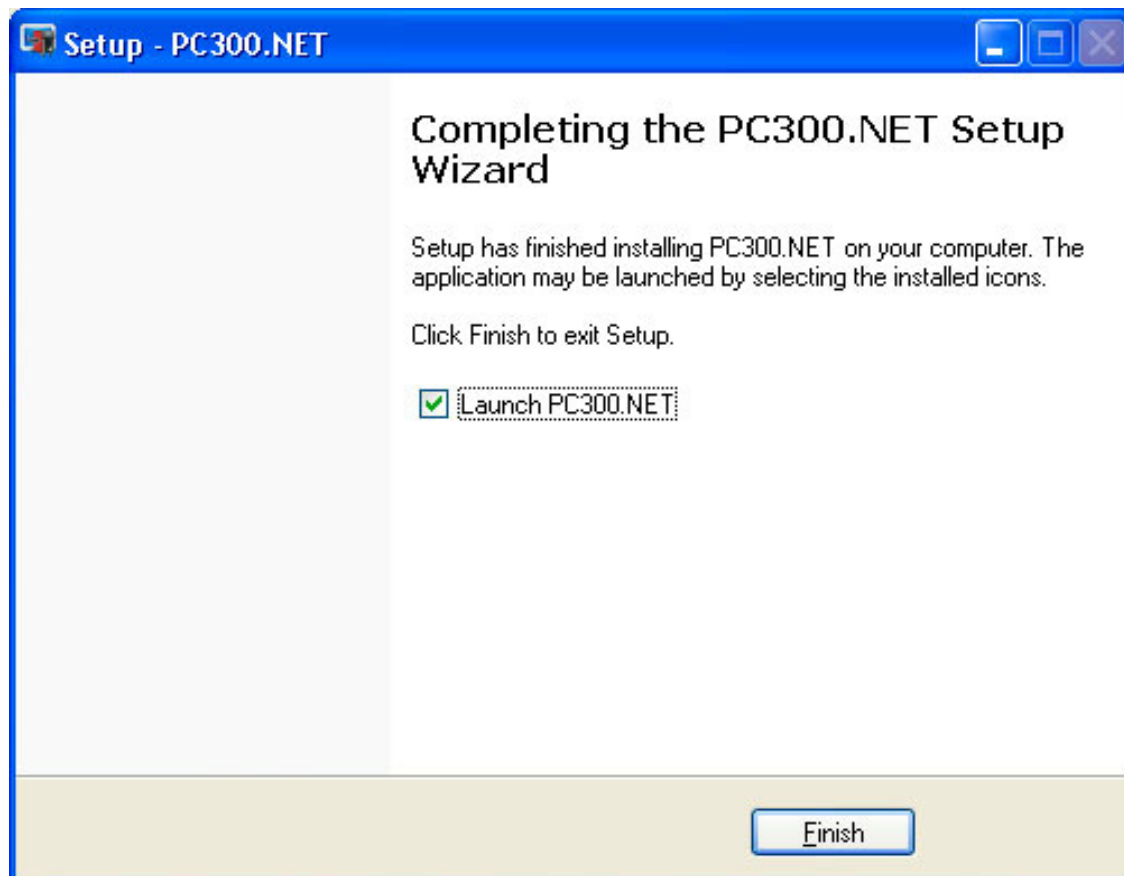 Setup - PC300.NET
Completing the PC300.NET Setup
Wizard
Setup has finished installing PC300.NET on your computer. The
application may be launched by selecting the installed icons.
Click Finish to exit Setup.
Launch PC300.NET
Finish